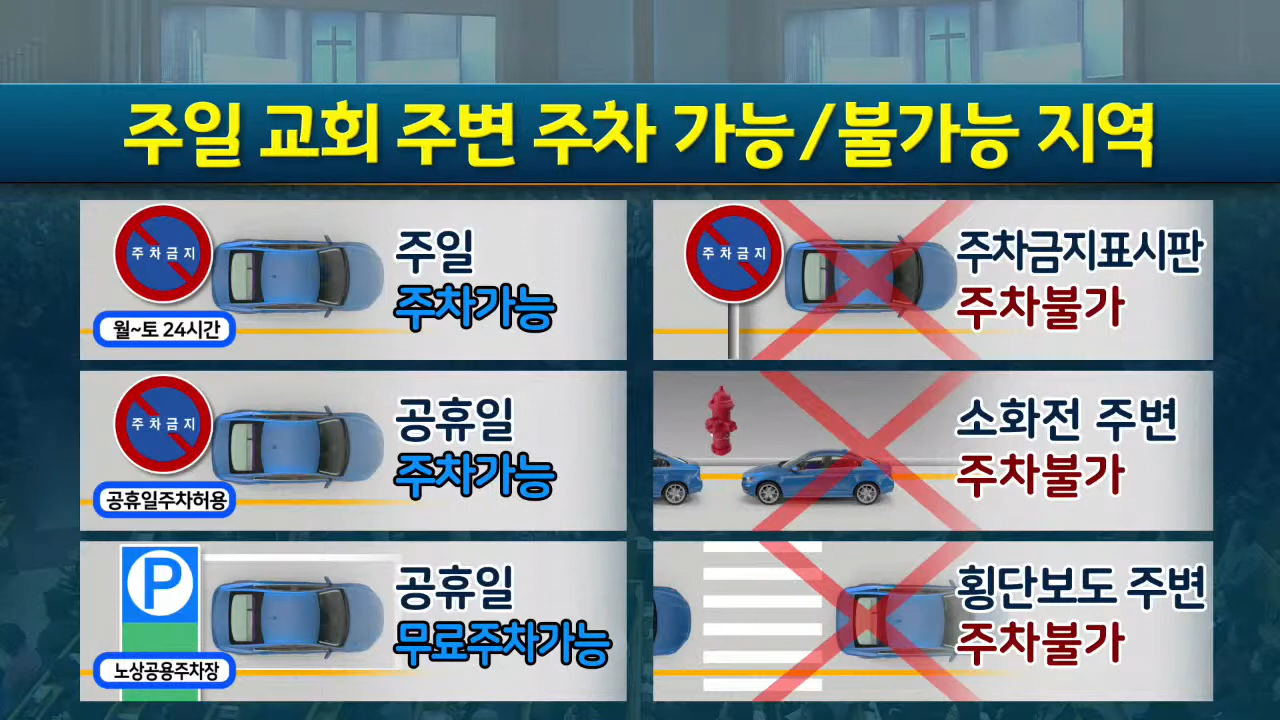 주일 교회 주변 주차 가능/불가능 지역
주차금지
월~토 24시간
주일
주차가능
주차금지
주차금지표시판
주차불가
주차금지
공휴일주차허용
공휴일
주차가능
소화전 주변
주차불가
P
노상공용주차장
공휴일
무료주차가능
횡단보도 주변
주차불가